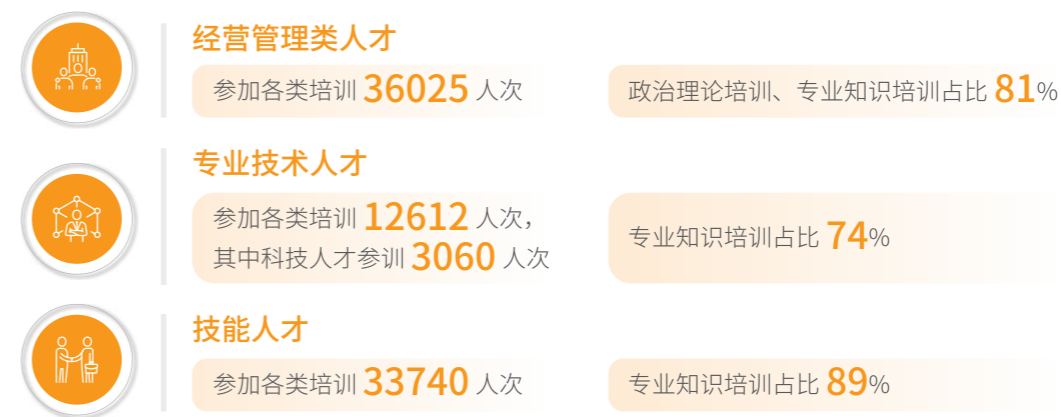 经营管理类人才
参加各类培训 36025 人次
政治理论培训、专业知识培训占比 81%
专业技术人才
参加各类培训 12612 人次，
其中科技人才参训 3060 人次
专业知识培训占比 74%
技能人才
参加各类培训 33740 人次
专业知识培训占比 89%